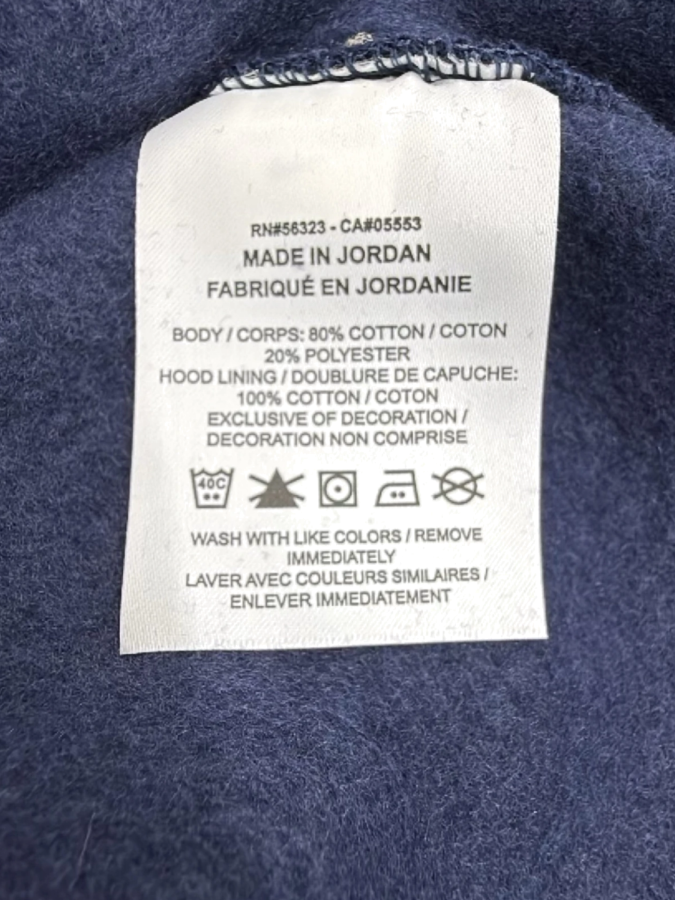 RN#56323 - CA#05553
MADE IN JORDAN
FABRIQUÉ EN JORDANIE
BODY / CORPS: 80% COTTON / COTON
20% POLYESTER
HOOD LINING / DOUBLURE DE CAPUCHE:
100% COTTON / COTON
EXCLUSIVE OF DECORATION /
DECORATION NON COMPRISE
40C
WASH WITH LIKE COLORS / REMOVE
IMMEDIATELY
LAVER AVEC COULEURS SIMILAIRES /
ENLEVER IMMEDIATEMENT